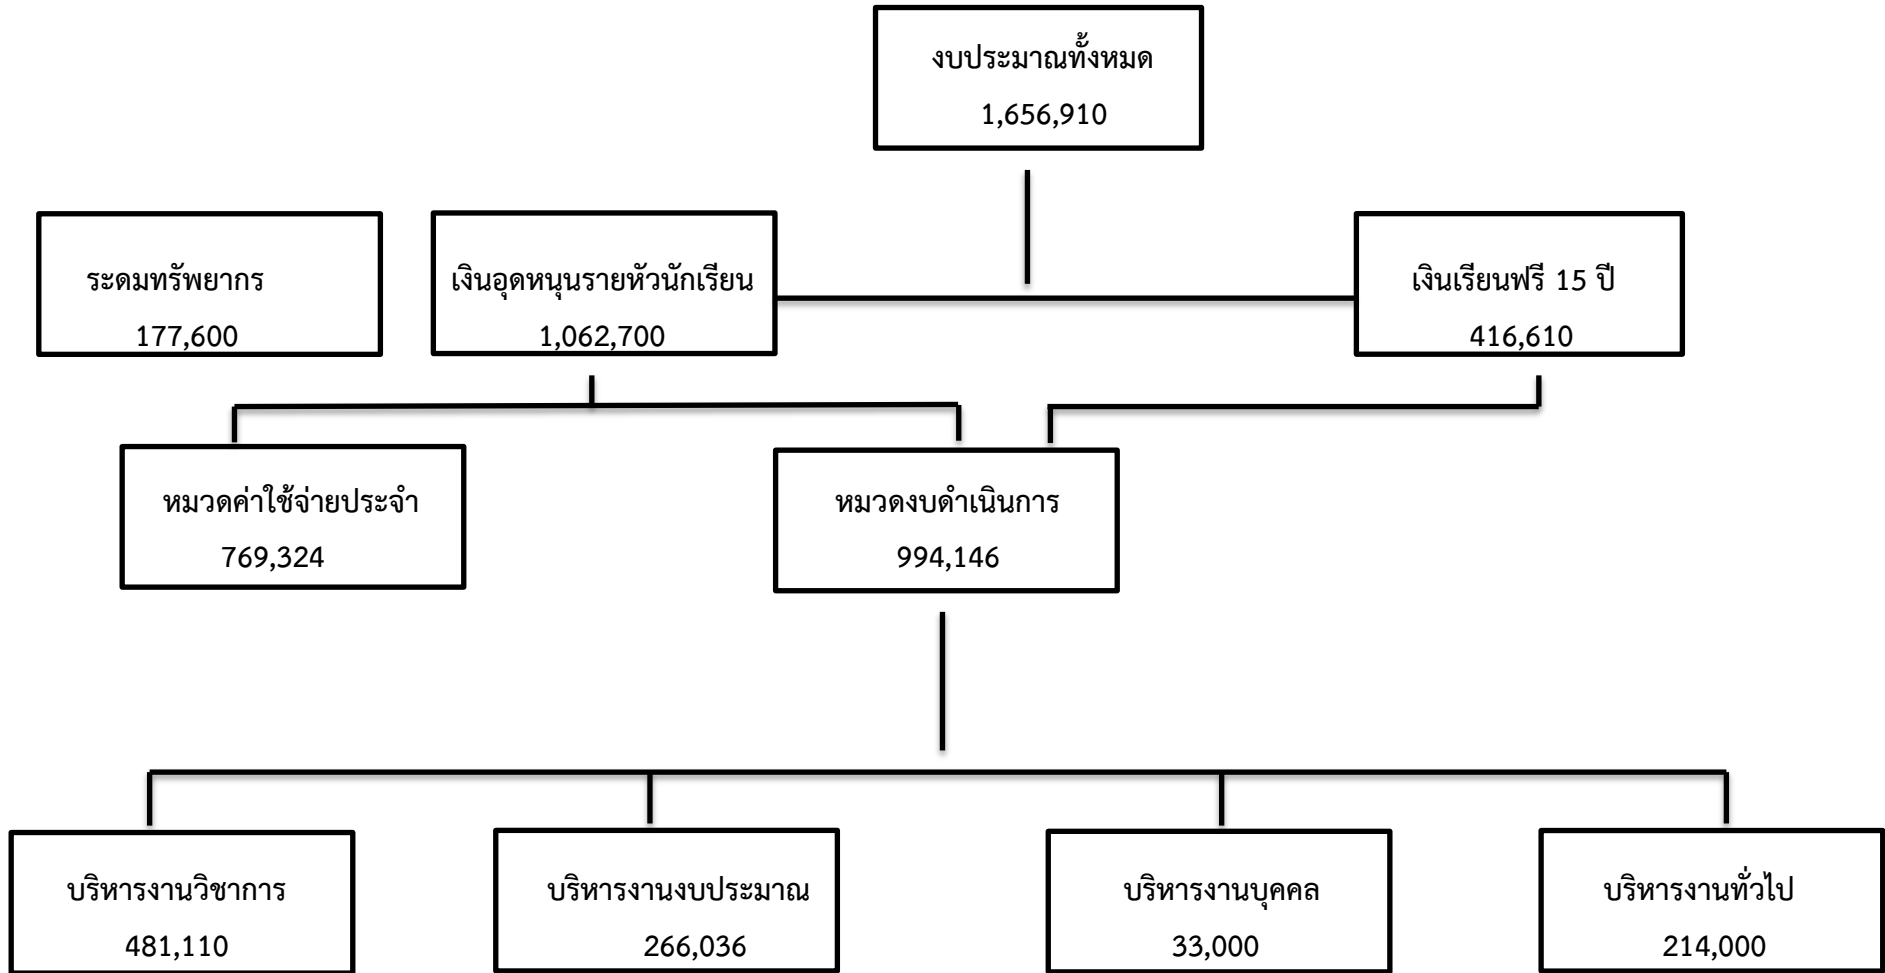 งบประมาณทั้งหมด
1,656,910
ระดมทรัพยากร
177,600
เงินอุดหนุนรายหัวนักเรียน
1,062,700
เงินเรียนฟรี 15 ปี
416,610
หมวดค่าใช้จ่ายประจำ
769,324
หมวดงบดำเนินการ
994,146
บริหารงานวิชาการ
481,110
บริหารงานงบประมาณ
266,036
บริหารงานบุคคล
33,000
บริหารงานทั่วไป
214,000